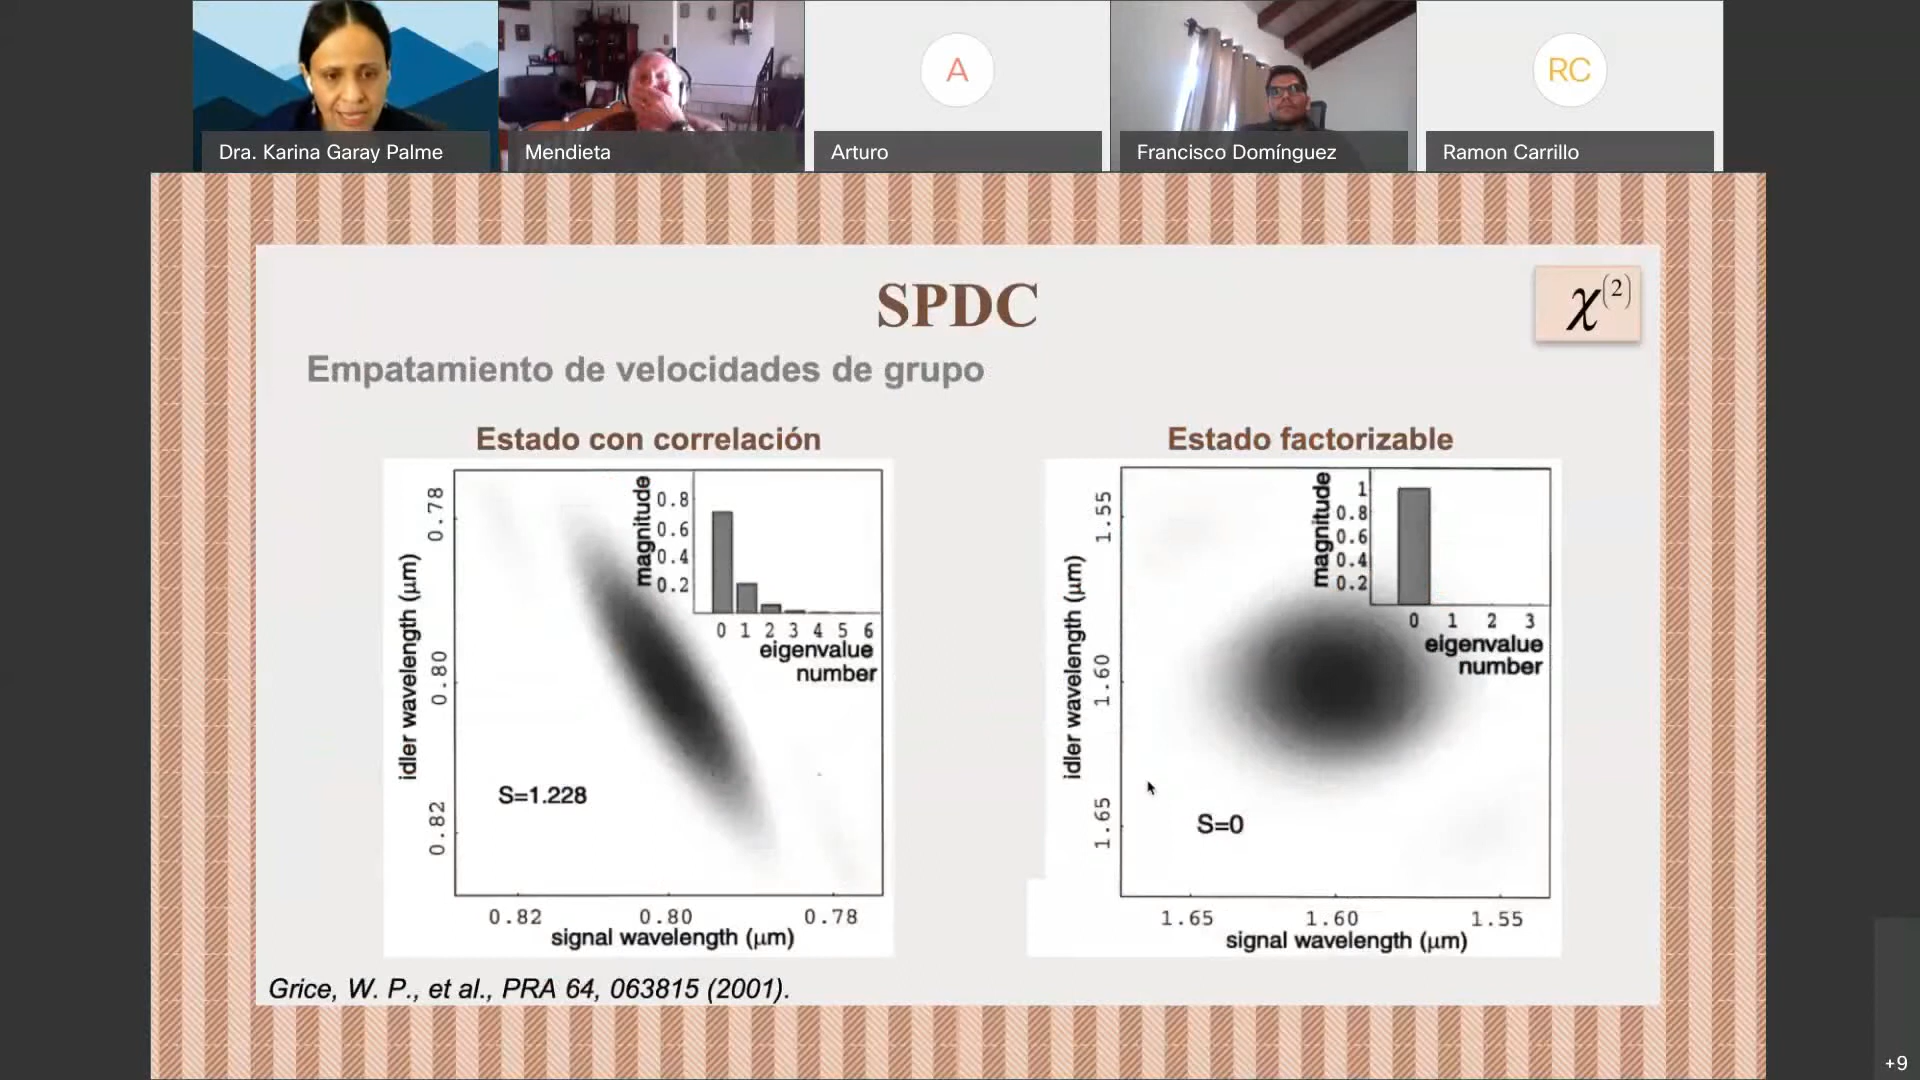 A
RC
Dra. Karina Garay Palme
Mendieta
Arturo
Francisco Domínguez
Ramon Carrillo
SPDC
χ(2)
Empatamiento de velocidades de grupo
Estado con correlación
idler wavelength (μm)
0.78
0.80
0.82
magnitude
0.8
0.6
0.4
0.2
0 1 2 3 4 5 6
eigenvalue
number
S=1.228
0.82 0.80 0.78
signal wavelength (μm)
Estado factorizable
idler wavelength (μm)
1.55
1.60
1.65
magnitude
1
0.8
0.6
0.4
0.2
0 1 2 3
eigenvalue
number
S=0
1.65 1.60 1.55
signal wavelength (μm)
Grice, W. P., et al., PRA 64, 063815 (2001).
+9